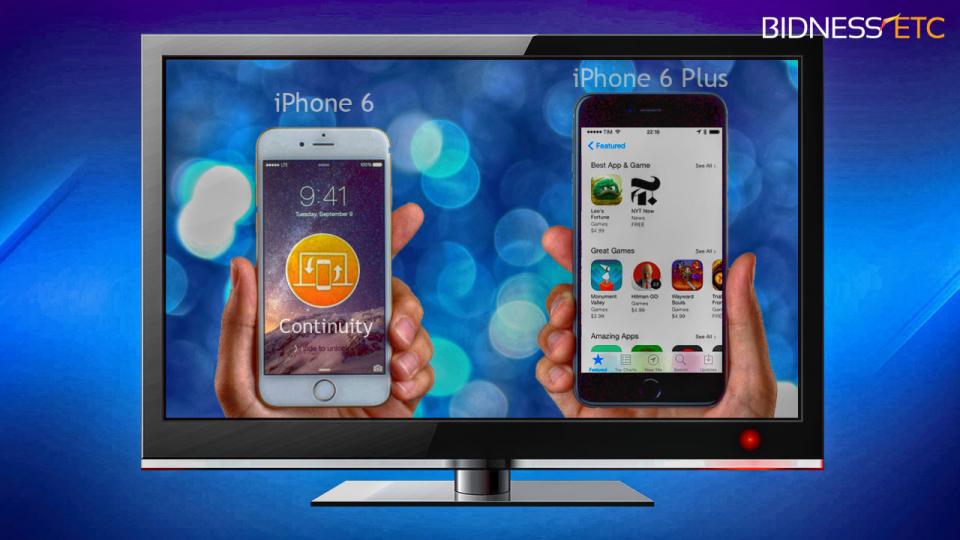 BIDNESS ETC
iPhone 6
iPhone 6 Plus
LTE
100%
9:41
Tuesday, September 9
Continuity
TIM
22:16
Featured
Best App & Game
See All
Leo's
Fortune
Games
$4.99
NYT Now
News
FREE
Great Games
See All
Monument
Valley
Games
$3.99
Hitman GO
Games
$4.99
Wayward
Souls
Games
$4.99
Amazing Apps
See All
Featured
Top Charts
Near Me
Search
Updates